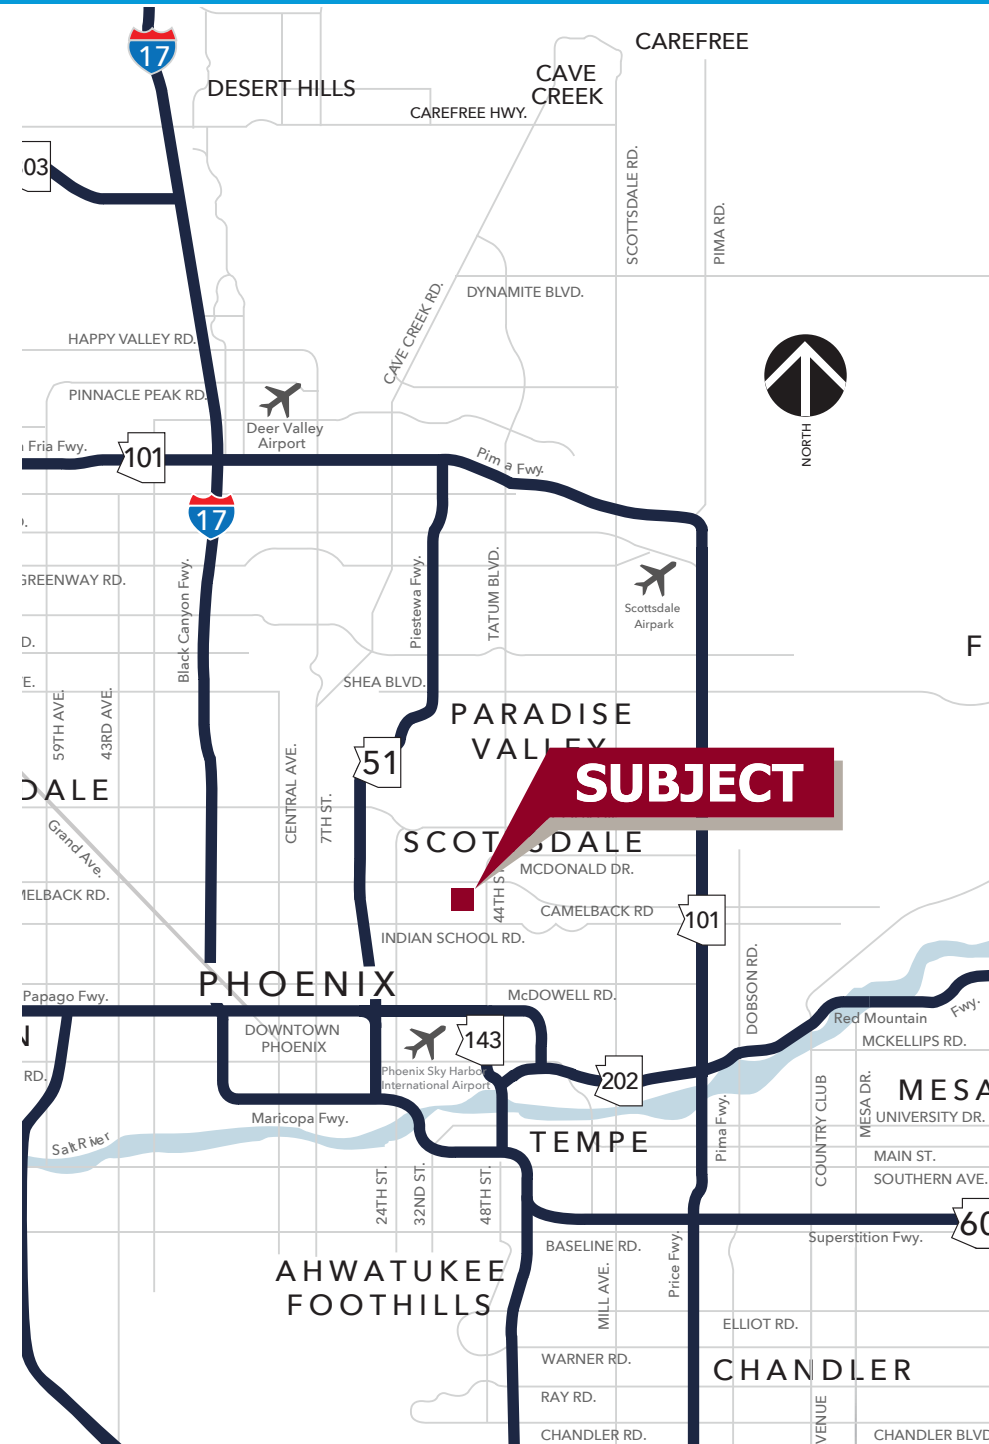 17
CAREFREE
CAVE
CREEK
DESERT HILLS
CAREFREE HWY.
03
SCOTTSDALE RD.
PIMA RD.
DYNAMITE BLVD.
CAVE CREEK RD.
HAPPY VALLEY RD.
PINNACLE PEAK RD.
Deer Valley
Airport
NORTH
Fria Fwy.
101
Pima Fwy.
17
GREENWAY RD.
Black Canyon Fwy.
Piestewa Fwy.
TATUM BLVD.
Scottsdale
Airpark
D.
F
E.
SHEA BLVD.
59TH AVE.
43RD AVE.
PARADISE
VALLEY
51
SUBJECT
DALE
CENTRAL AVE.
7TH ST.
Grand Ave.
SCOTTSDALE
MCDONALD DR.
44TH ST
MELBACK RD.
CAMELBACK RD
101
INDIAN SCHOOL RD.
DOBSON RD.
PHOENIX
Papago Fwy.
McDOWELL RD.
Red Mountain Fwy.
N
DOWNTOWN
PHOENIX
143
MCKELLIPS RD.
RD.
Phoenix Sky Harbor
International Airport
202
MESA
COUNTRY CLUB
MESA DR.
Maricopa Fwy.
UNIVERSITY DR.
Salt River
TEMPE
Pima Fwy.
MAIN ST.
SOUTHERN AVE.
24TH ST.
32ND ST.
48TH ST.
60
BASELINE RD.
Price Fwy.
Superstition Fwy.
AHWATUKEE
FOOTHILLS
MILL AVE.
ELLIOT RD.
WARNER RD.
CHANDLER
RAY RD.
VENUE
CHANDLER RD.
CHANDLER BLVD